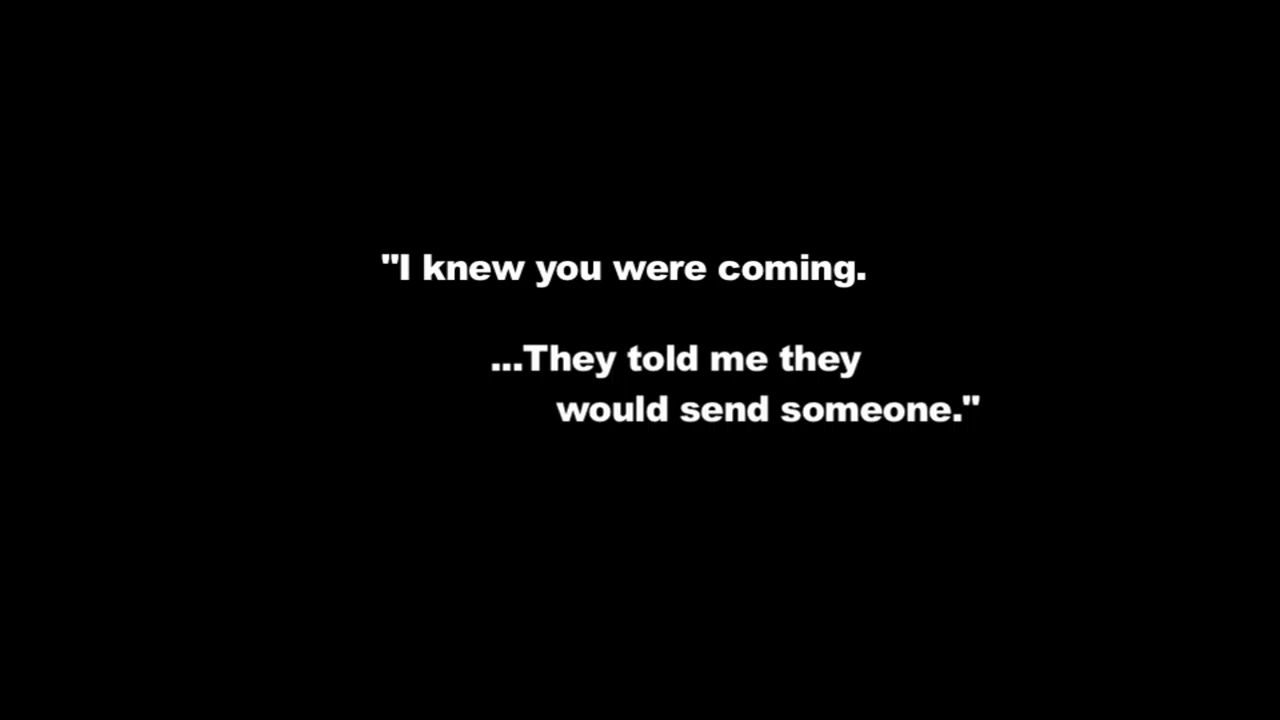 "I knew you were coming.
...They told me they
would send someone."